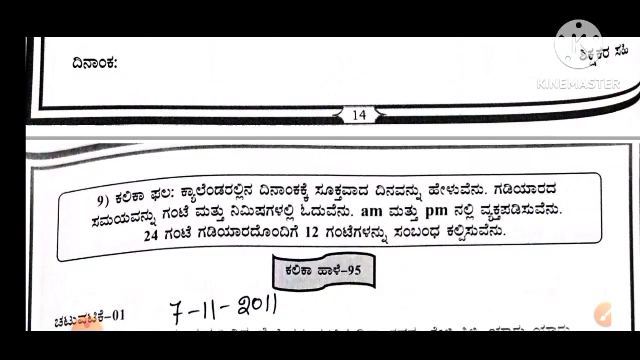 ದಿನಾಂಕ:
ಶಿಕ್ಷಕರ ಸಹಿ
KINEMASTER
14
9) ಕಲಿಕಾ ಫಲ: ಕ್ಯಾಲೆಂಡರಲ್ಲಿನ ದಿನಾಂಕಕ್ಕೆ ಸೂಕ್ತವಾದ ದಿನವನ್ನು ಹೇಳುವೆನು. ಗಡಿಯಾರದ
ಸಮಯವನ್ನು ಗಂಟೆ ಮತ್ತು ನಿಮಿಷಗಳಲ್ಲಿ ಓದುವೆನು. am ಮತ್ತು pm ನಲ್ಲಿ ವ್ಯಕ್ತಪಡಿಸುವೆನು.
24 ಗಂಟೆ ಗಡಿಯಾರದೊಂದಿಗೆ 12 ಗಂಟೆಗಳನ್ನು ಸಂಬಂಧ ಕಲ್ಪಿಸುವೆನು.
ಕಲಿಕಾ ಹಾಳೆ-95
7-11-2011
ಚಟುವಟಿಕೆ-01